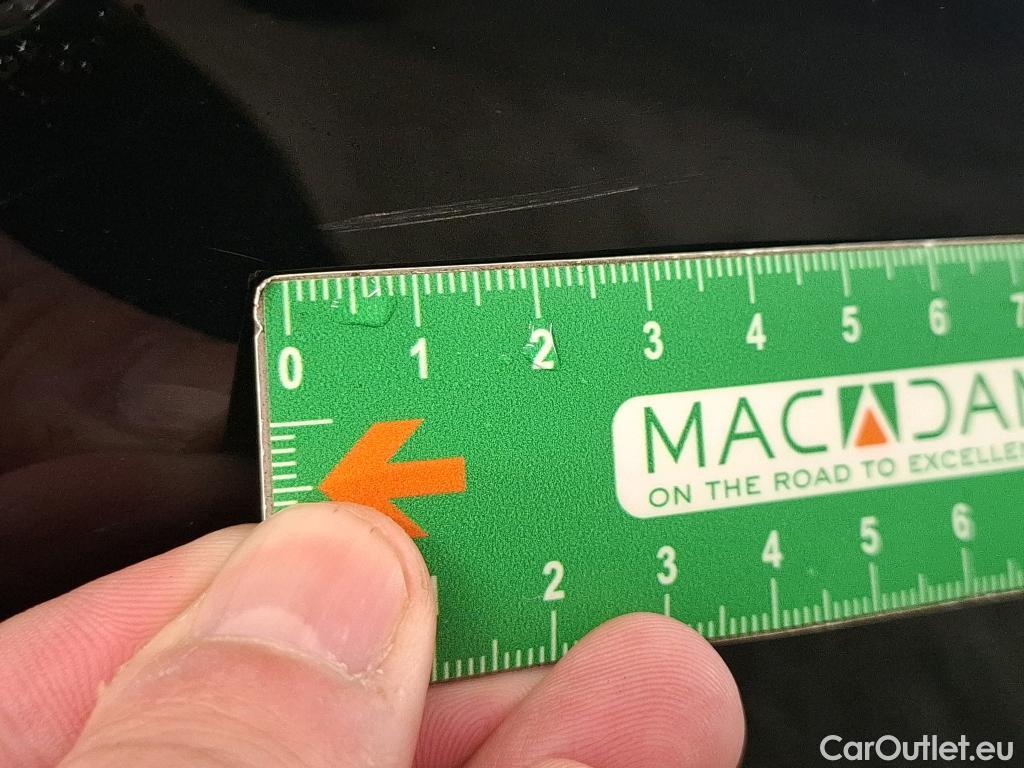 0 1 2 3 4 5 6 7
MACADAM
ON THE ROAD TO EXCELLEN
2 3 4 5 6
CarOutlet.eu